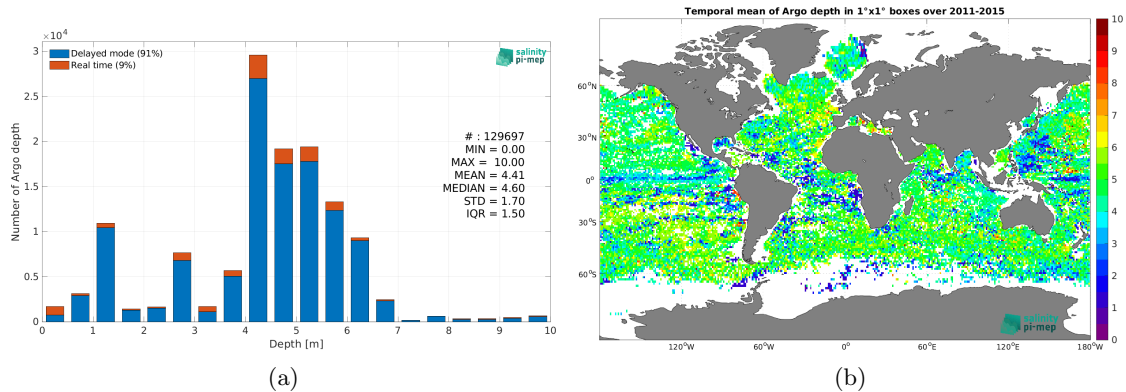 ×10⁴
3
2.5
2
1.5
1
0.5
0
Number of Argo depth
Delayed mode (91%)
Real time (9%)
salinity
pi-mep
# : 129697
MIN = 0.00
MAX = 10.00
MEAN = 4.41
MEDIAN = 4.60
STD = 1.70
IQR = 1.50
0 1 2 3 4 5 6 7 8 9 10
Depth [m]
(a)
Temporal mean of Argo depth in 1°x1° boxes over 2011-2015
60°N
30°N
0°
30°S
60°S
120°W 60°W 0° 60°E 120°E 180°W
salinity
pi-mep
10
9
8
7
6
5
4
3
2
1
0
(b)